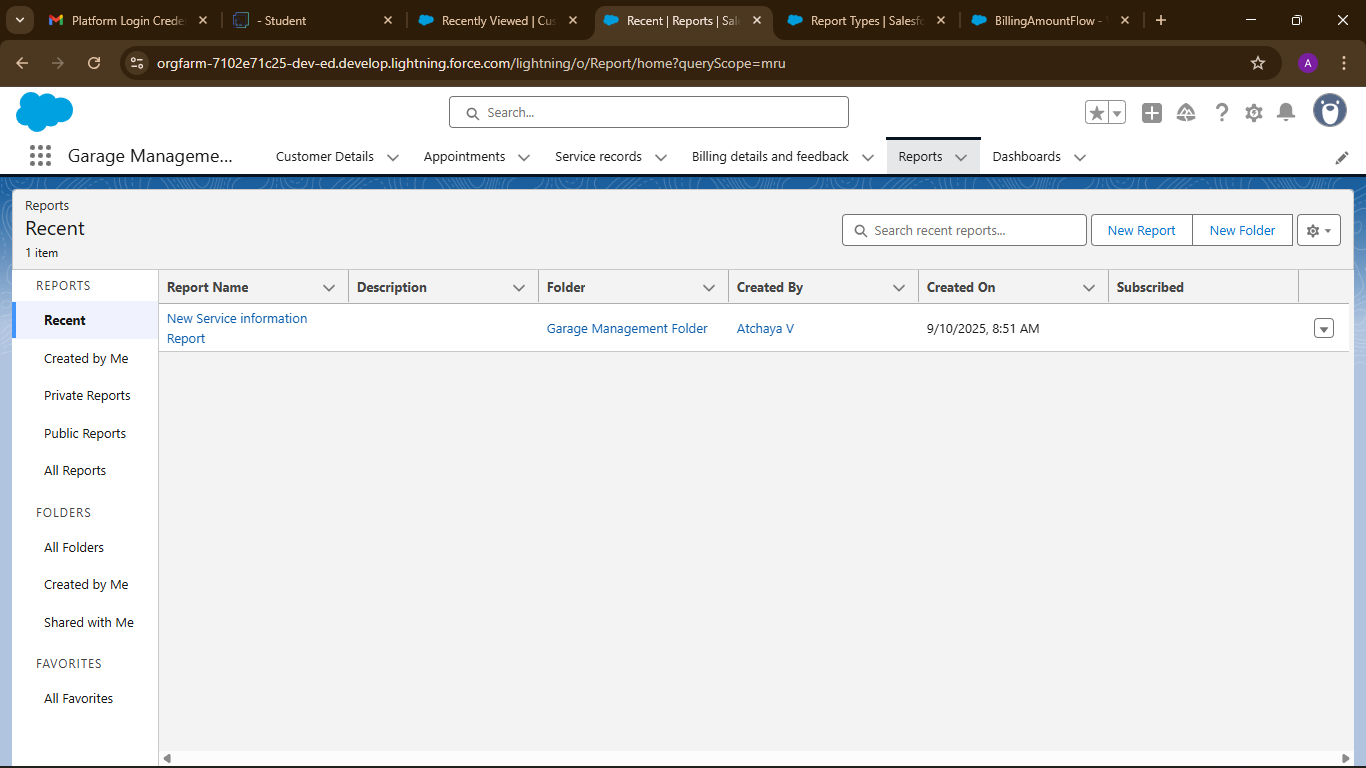 Platform Login Crede
- Student
Recently Viewed | Cus
Recent | Reports | Sale
Report Types | Salesfo
BillingAmountFlow -
orgfarm-7102e71c25-dev-ed.develop.lightning.force.com/lightning/o/Report/home?queryScope=mru
A
Search...
Garage Manageme...
Customer Details
Appointments
Service records
Billing details and feedback
Reports
Dashboards
Reports
Recent
1 item
Search recent reports...
New Report
New Folder
REPORTS
Recent
Created by Me
Private Reports
Public Reports
All Reports
FOLDERS
All Folders
Created by Me
Shared with Me
FAVORITES
All Favorites
Report Name
Description
Folder
Created By
Created On
Subscribed
New Service information
Report
Garage Management Folder
Atchaya V
9/10/2025, 8:51 AM